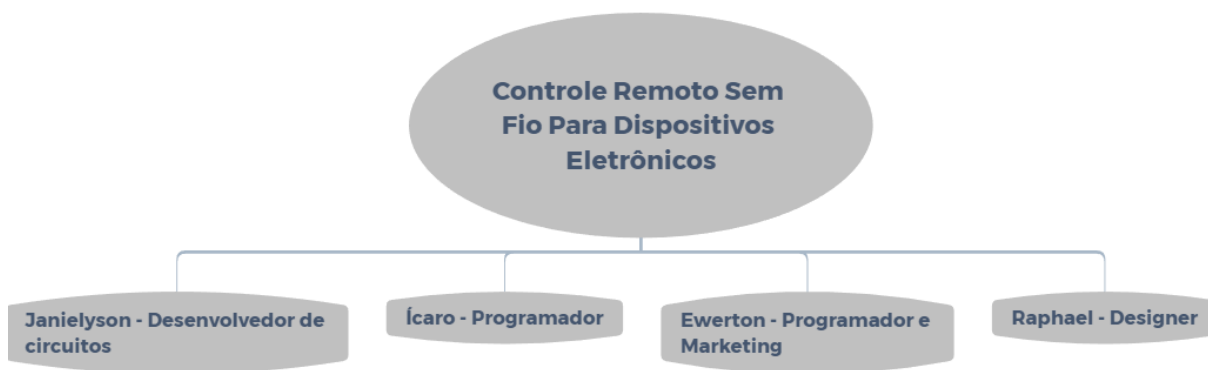 Controle Remoto Sem
Fio Para Dispositivos
Eletrônicos
Janielyson - Desenvolvedor de
circuitos
Ícaro - Programador
Ewerton - Programador e
Marketing
Raphael - Designer